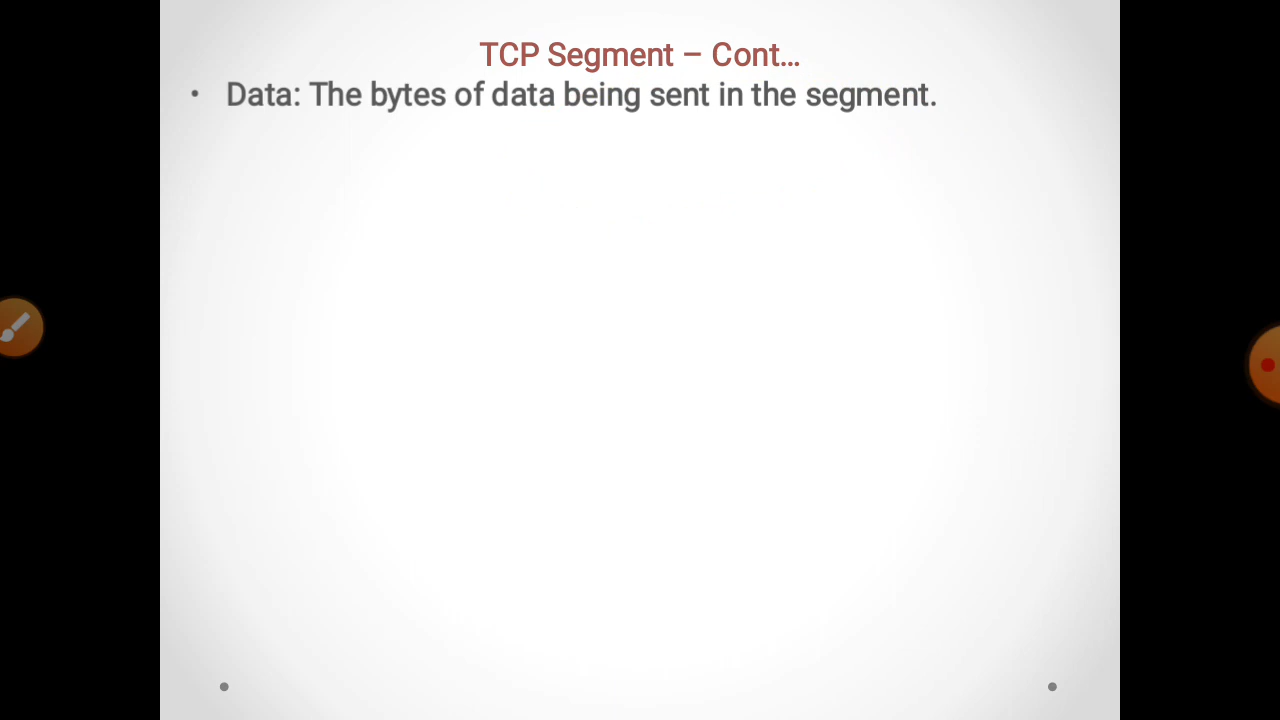 TCP Segment – Cont…
• Data: The bytes of data being sent in the segment.